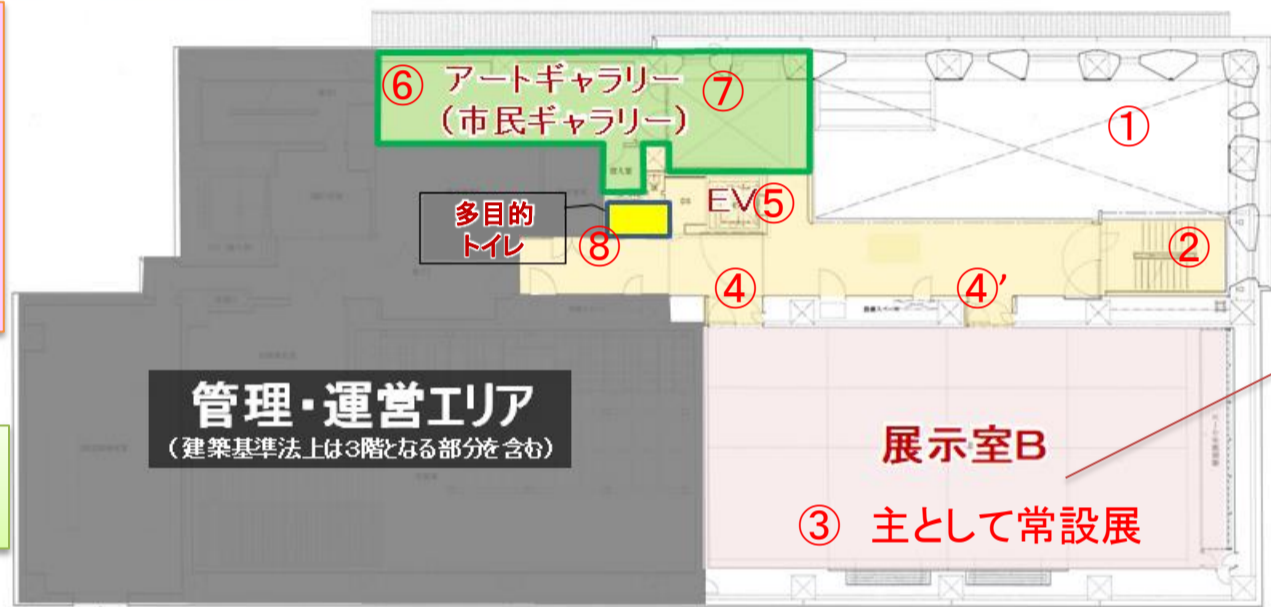 ⑥ アートギャラリー ⑦
(市民ギャラリー)
①
EV⑤
多目的
トイレ
⑧
②
④
④'
管理・運営エリア
(建築基準法上は3階となる部分を含む)
展示室B
③ 主として常設展